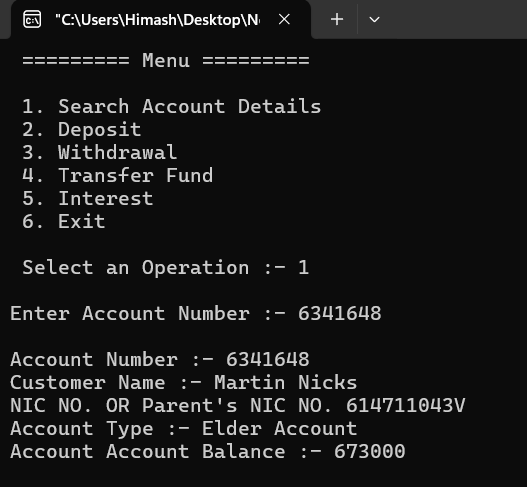 "C:\Users\Himash\Desktop\Ne
========= Menu =========
1. Search Account Details
2. Deposit
3. Withdrawal
4. Transfer Fund
5. Interest
6. Exit
Select an Operation :- 1
Enter Account Number :- 6341648
Account Number :- 6341648
Customer Name :- Martin Nicks
NIC NO. OR Parent's NIC NO. 614711043V
Account Type :- Elder Account
Account Account Balance :- 673000